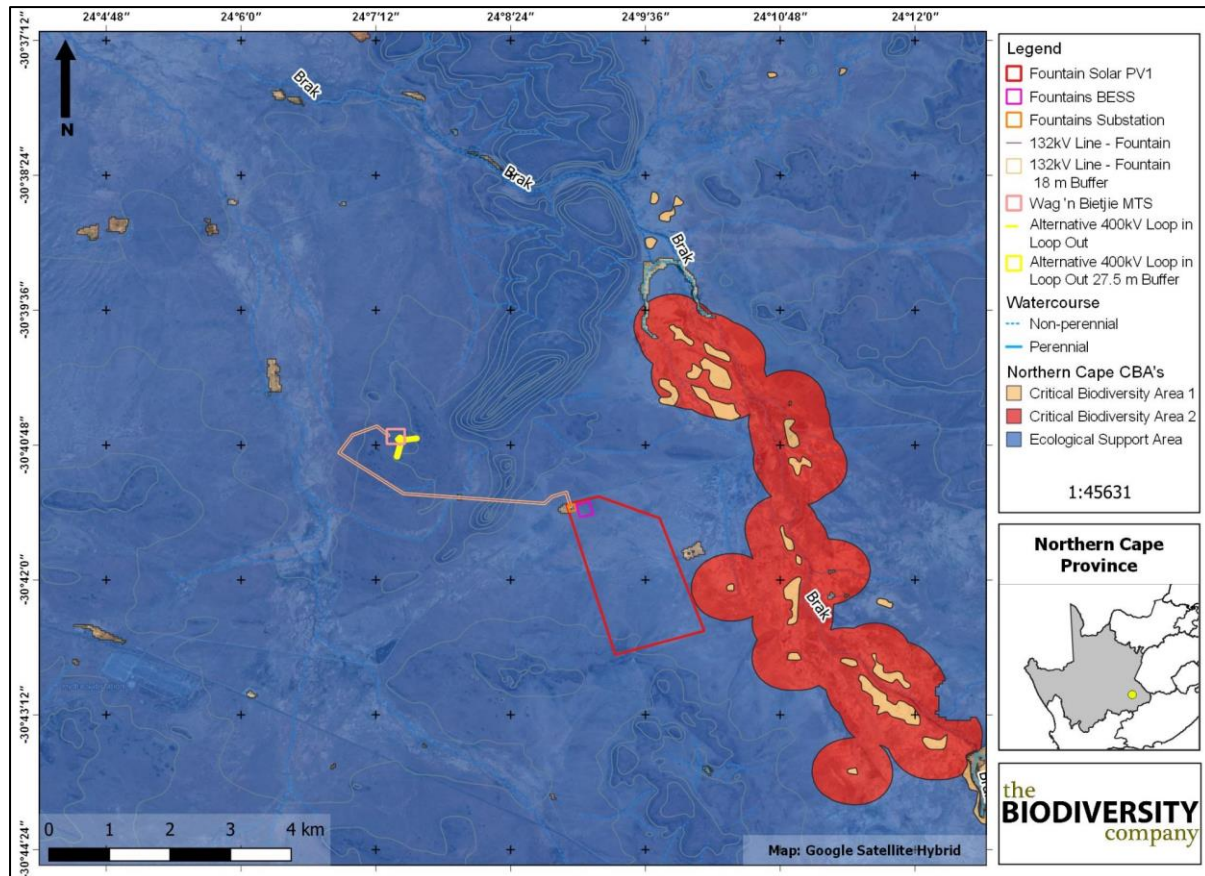 24°4'48" 24°6'0" 24°7'12" 24°8'24" 24°9'36" 24°10'48" 24°12'0"
-30°37'12"
-30°38'24"
-30°39'36"
-30°40'48"
-30°42'0"
-30°43'12"
-30°44'24"
N
Brak
Brak
Brak
Brak
0 1 2 3 4 km
Map: Google Satellite Hybrid
Legend
Fountain Solar PV1
Fountains BESS
Fountains Substation
132kV Line - Fountain
132kV Line - Fountain
18 m Buffer
Wag 'n Bietjie MTS
Alternative 400kV Loop in
Loop Out
Alternative 400kV Loop in
Loop Out 27.5 m Buffer
Watercourse
Non-perennial
Perennial
Northern Cape CBA's
Critical Biodiversity Area 1
Critical Biodiversity Area 2
Ecological Support Area
1:45631
Northern Cape
Province
the
BIODIVERSITY
company